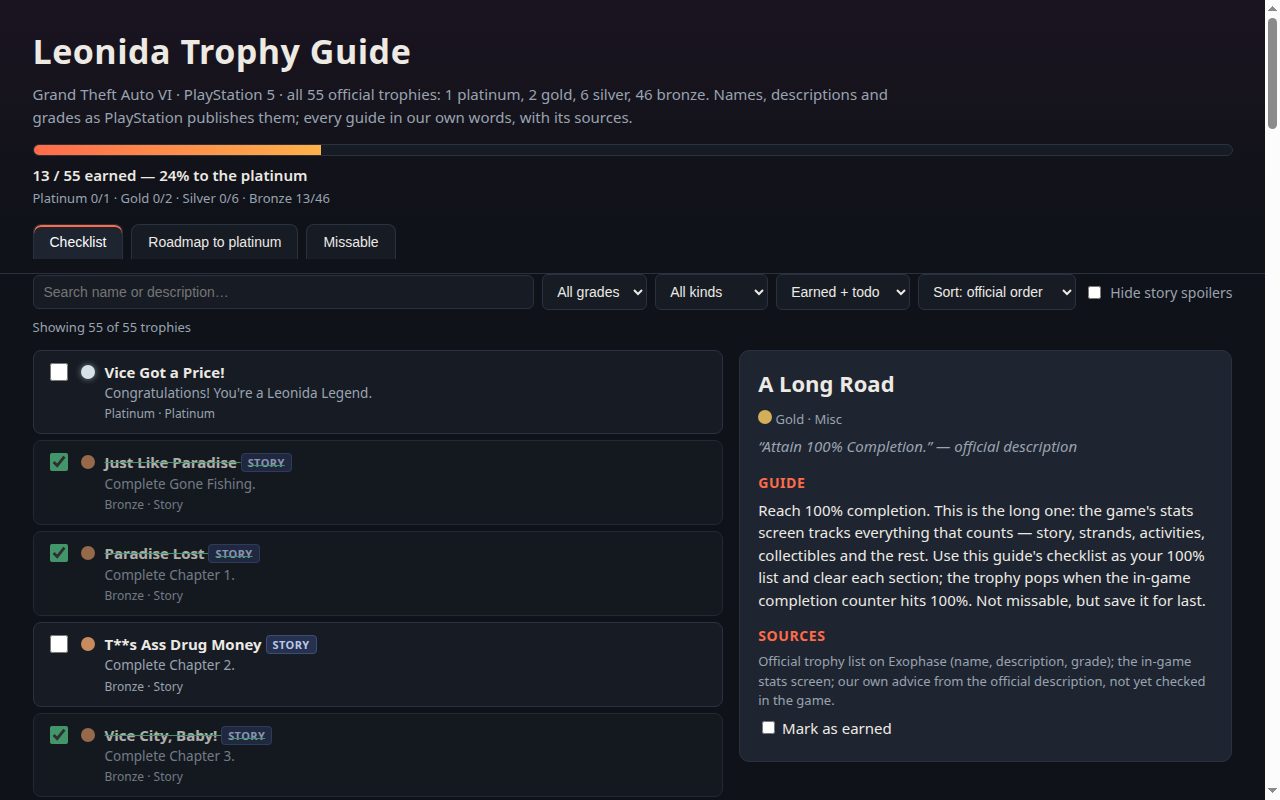 Leonida Trophy Guide
Grand Theft Auto VI · PlayStation 5 · all 55 official trophies: 1 platinum, 2 gold, 6 silver, 46 bronze. Names, descriptions and
grades as PlayStation publishes them; every guide in our own words, with its sources.
13 / 55 earned — 24% to the platinum
Platinum 0/1 · Gold 0/2 · Silver 0/6 · Bronze 13/46
Checklist
Roadmap to platinum
Missable
Search name or description…
All grades
All kinds
Earned + todo
Sort: official order
Hide story spoilers
Showing 55 of 55 trophies
Vice Got a Price!
Congratulations! You're a Leonida Legend.
Platinum · Platinum
Just Like Paradise STORY
Complete Gone Fishing.
Bronze · Story
Paradise Lost STORY
Complete Chapter 1.
Bronze · Story
T**s Ass Drug Money STORY
Complete Chapter 2.
Bronze · Story
Vice City, Baby! STORY
Complete Chapter 3.
Bronze · Story
A Long Road
Gold · Misc
“Attain 100% Completion.” — official description
GUIDE
Reach 100% completion. This is the long one: the game's stats
screen tracks everything that counts — story, strands, activities,
collectibles and the rest. Use this guide's checklist as your 100%
list and clear each section; the trophy pops when the in-game
completion counter hits 100%. Not missable, but save it for last.
SOURCES
Official trophy list on Exophase (name, description, grade); the in-game
stats screen; our own advice from the official description, not yet checked
in the game.
Mark as earned